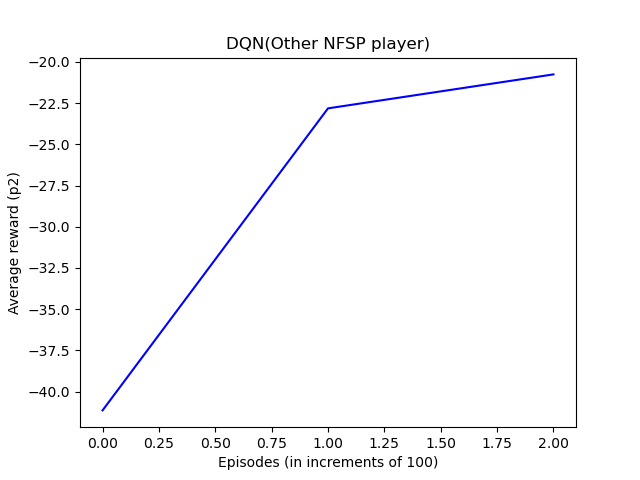 DQN(Other NFSP player)
−20.0
−22.5
−25.0
−27.5
−30.0
−32.5
−35.0
−37.5
−40.0
Average reward (p2)
0.00 0.25 0.50 0.75 1.00 1.25 1.50 1.75 2.00
Episodes (in increments of 100)